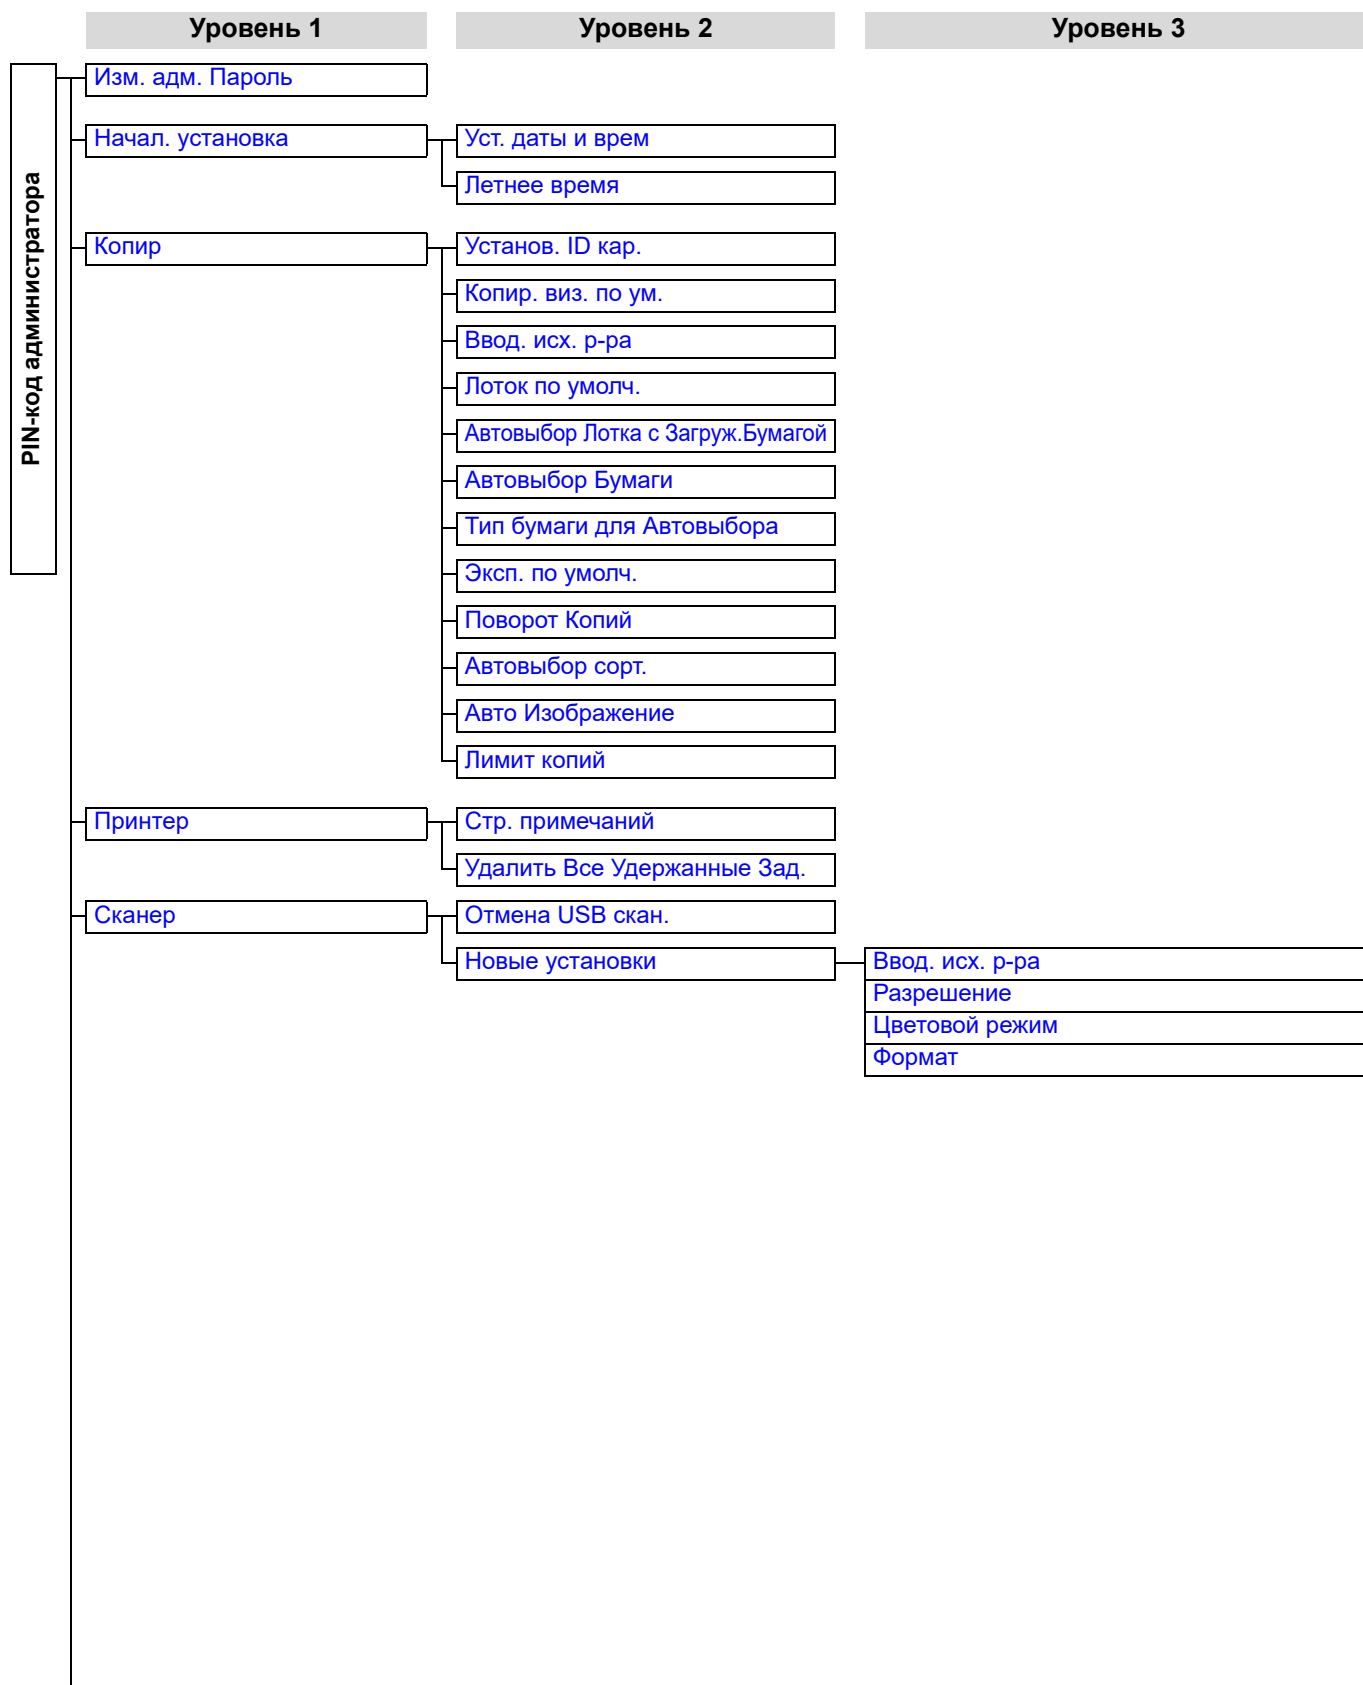 Уровень 1
Уровень 2
Уровень 3
PIN-код администратора
Изм. адм. Пароль
Начал. установка
Уст. даты и врем
Летнее время
Копир
Установ. ID кар.
Копир. виз. по ум.
Ввод. исх. р-ра
Лоток по умолч.
Автовыбор Лотка с Загруж.Бумагой
Автовыбор Бумаги
Тип бумаги для Автовыбора
Эксп. по умолч.
Поворот Копий
Автовыбор сорт.
Авто Изображение
Лимит копий
Принтер
Стр. примечаний
Удалить Все Удержанные Зад.
Сканер
Отмена USB скан.
Новые установки
Ввод. исх. р-ра
Разрешение
Цветовой режим
Формат